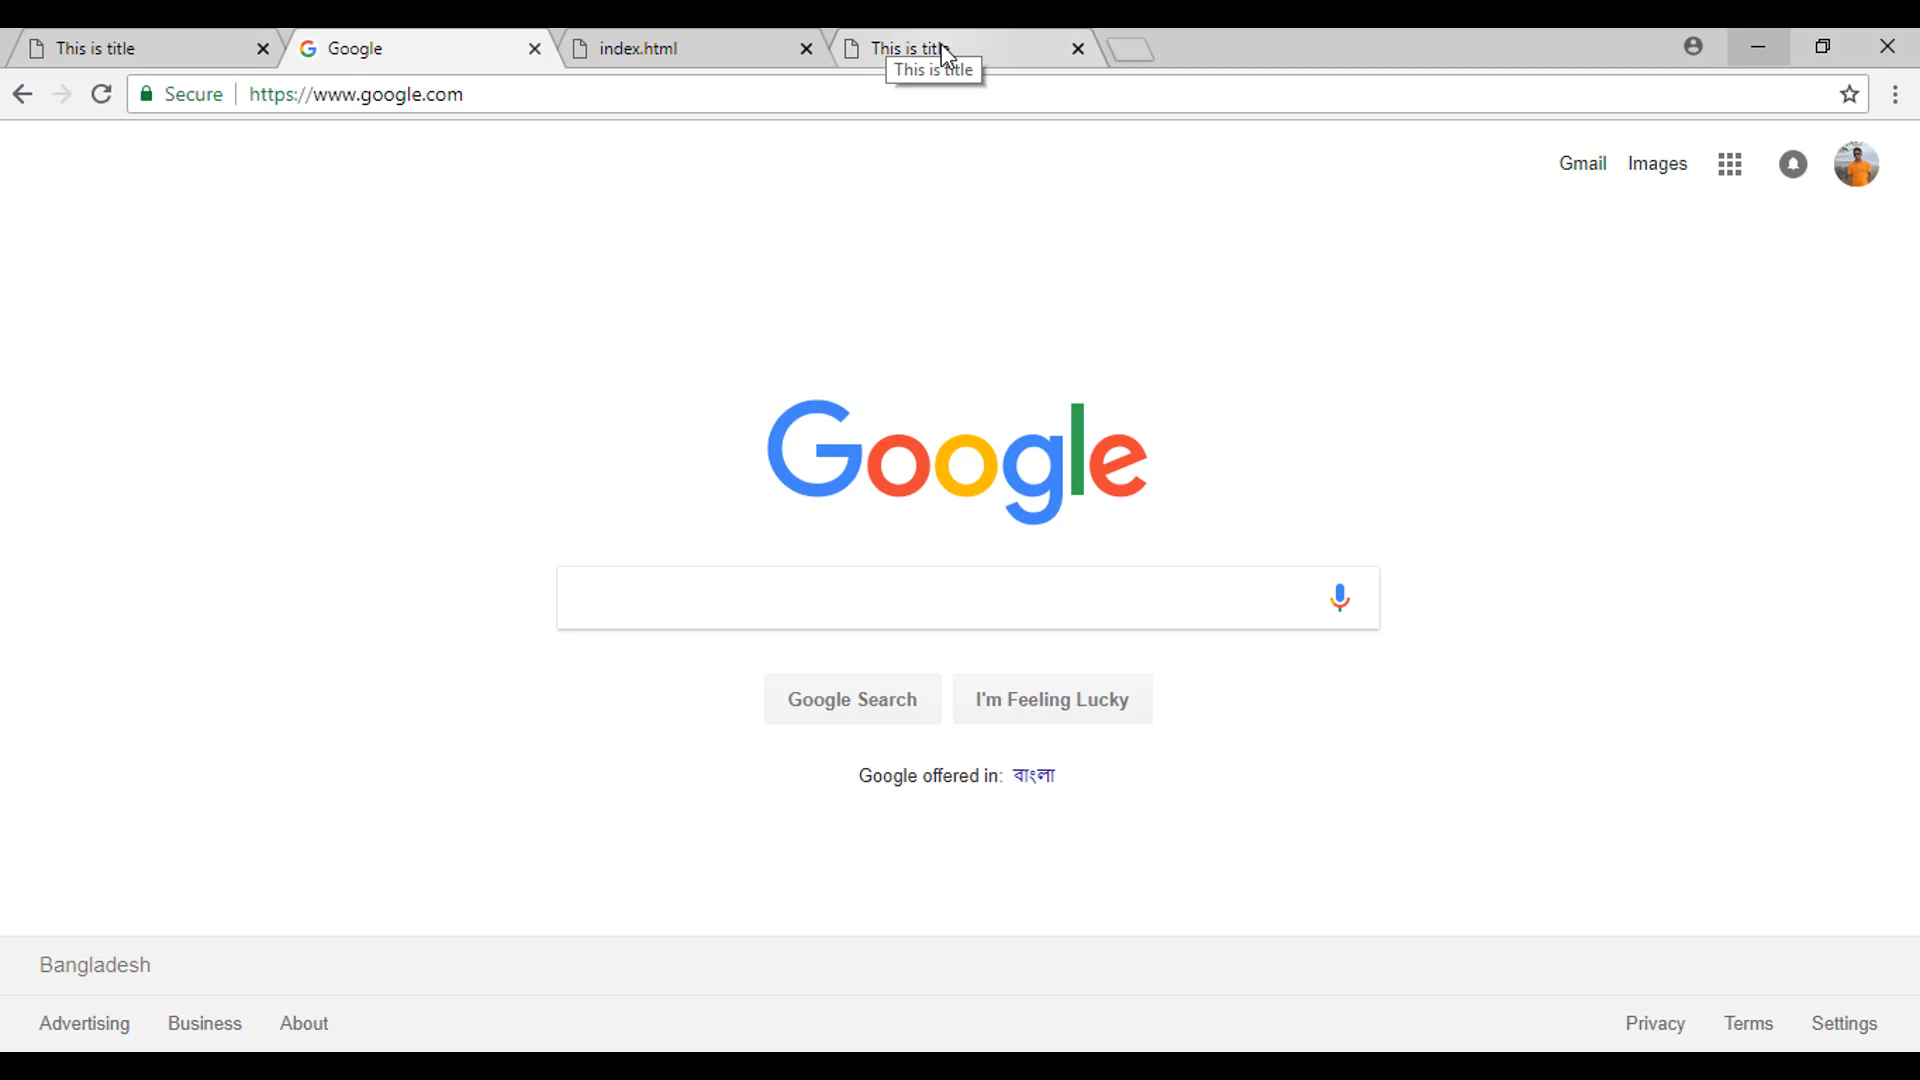 This is title
Google
index.html
This is title
This is title
Secure
https://www.google.com
Gmail
Images
Google
Google Search
I'm Feeling Lucky
Google offered in: বাংলা
Bangladesh
Advertising
Business
About
Privacy
Terms
Settings